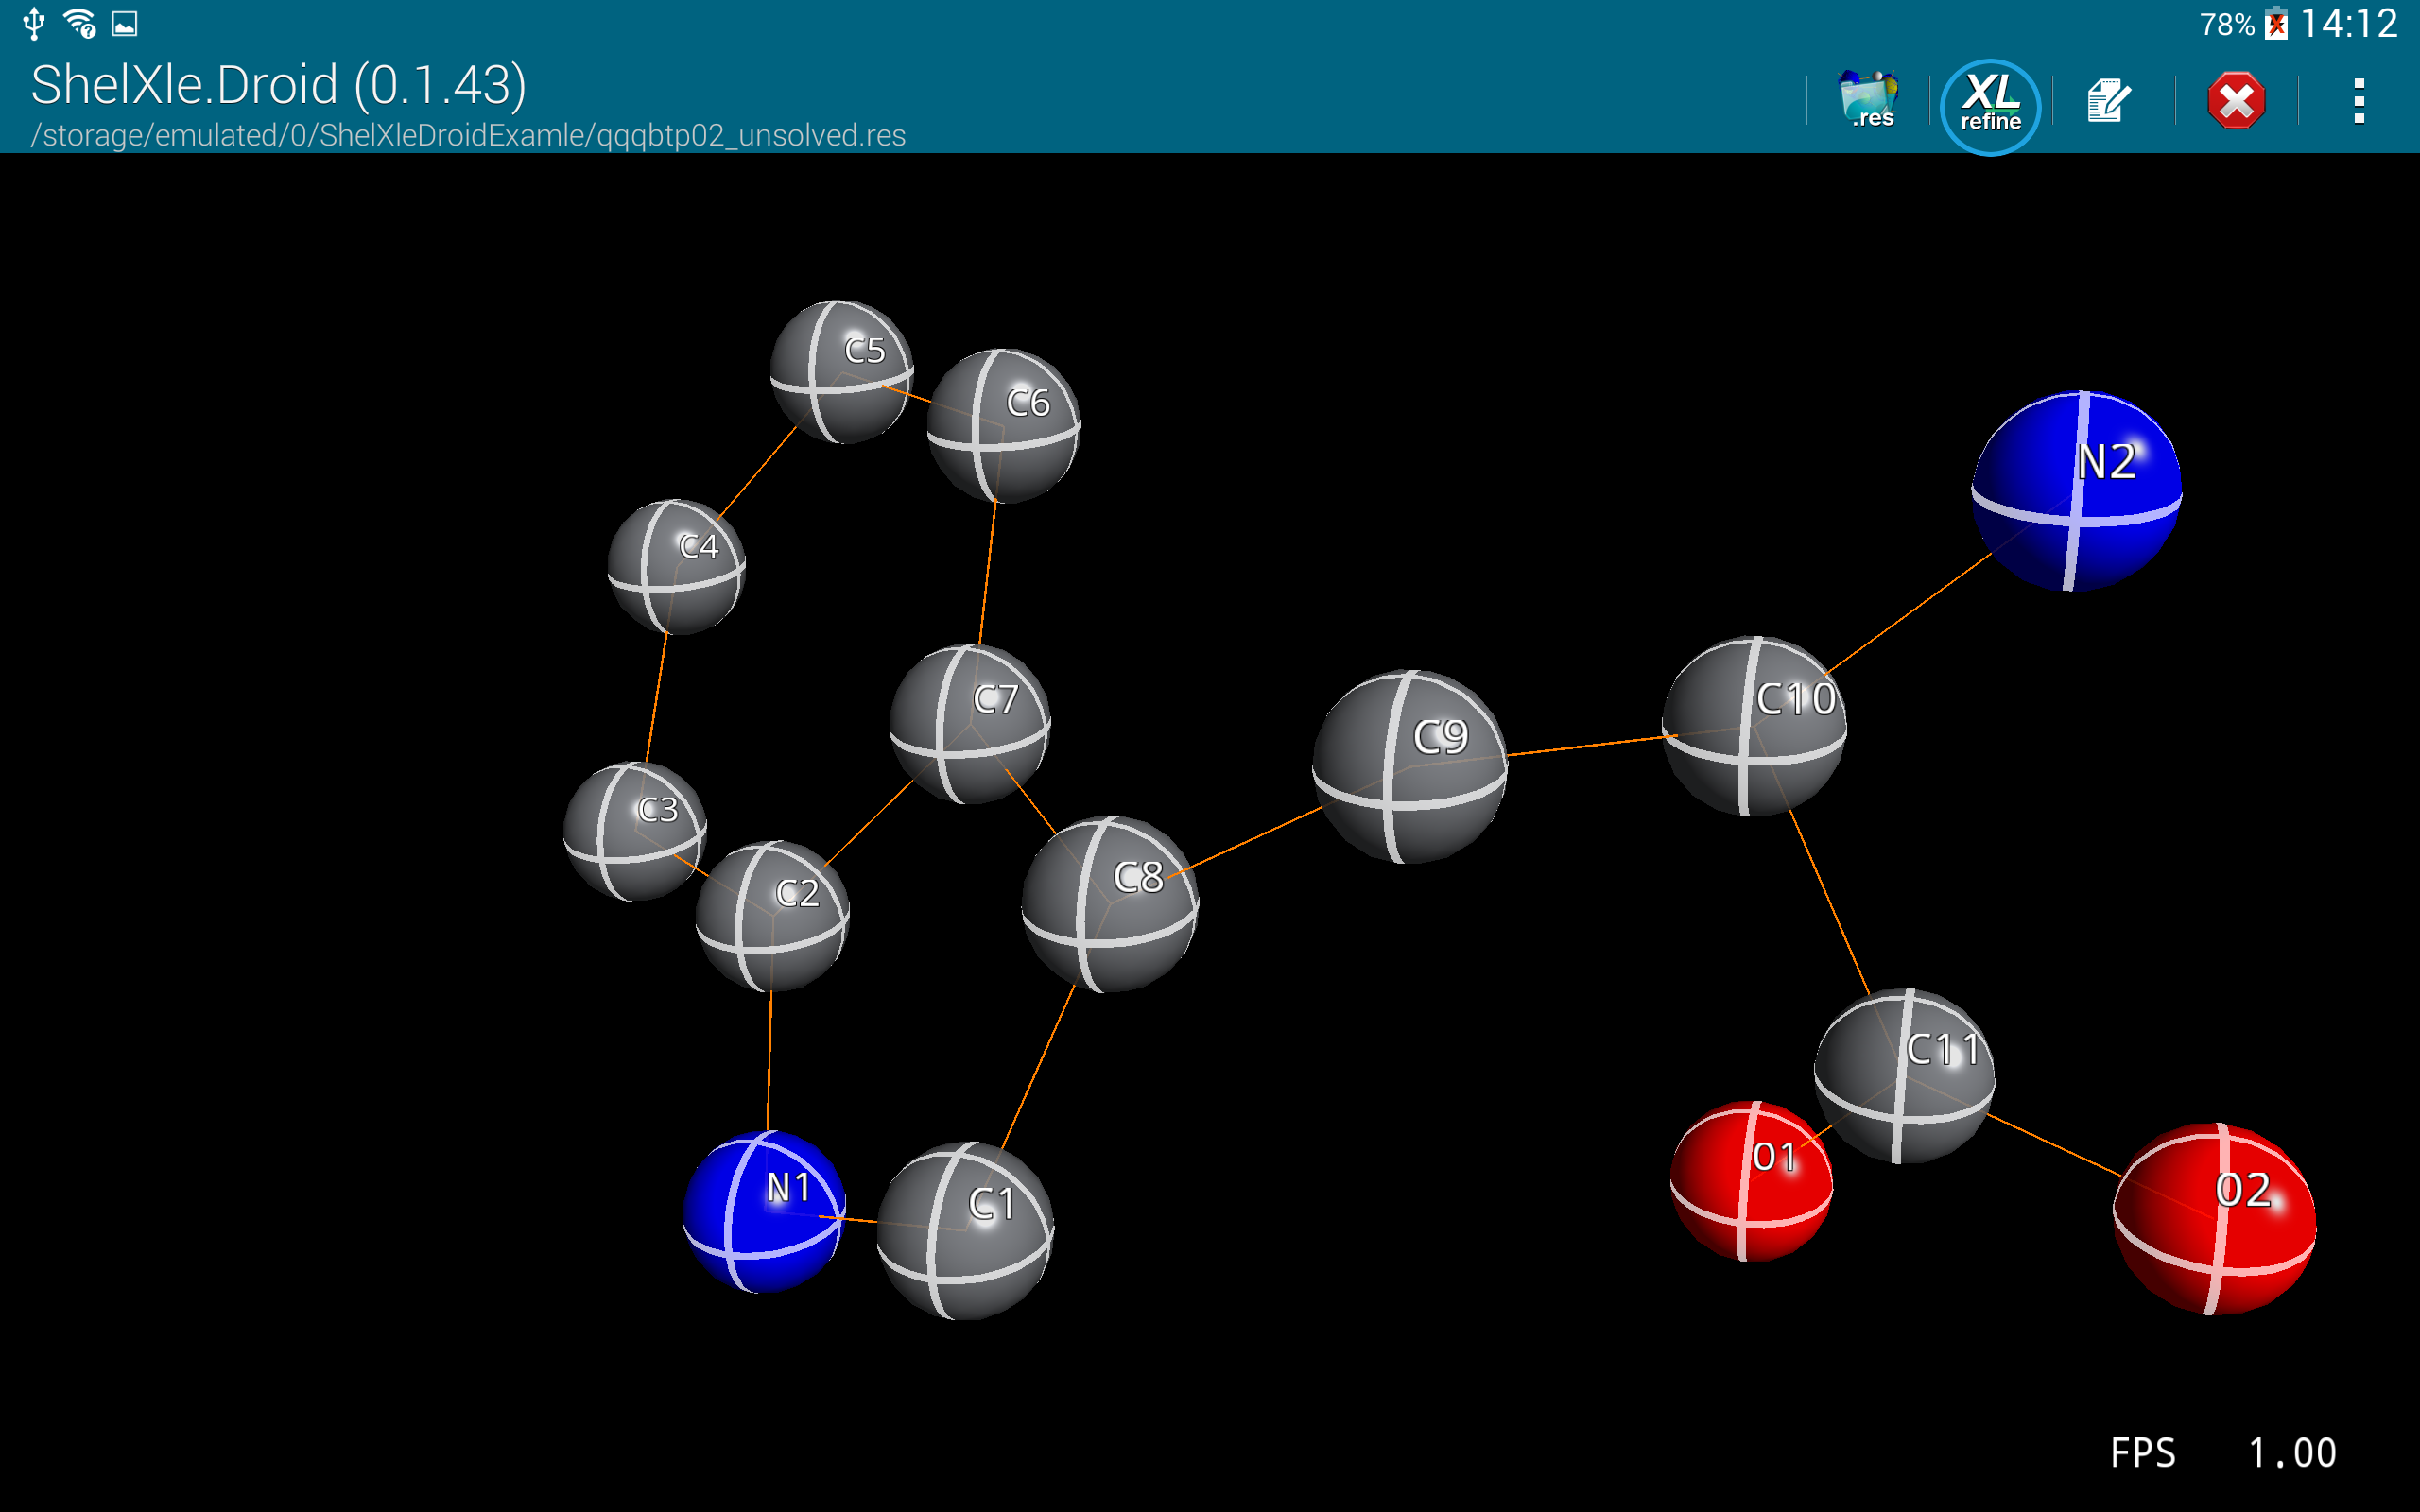 78% 14:12
ShelXle.Droid (0.1.43)
/storage/emulated/0/ShelXleDroidExamle/qqqbtp02_unsolved.res
.res
XL
refine
C5
C6
N2
C4
C7
C10
C9
C3
C8
C2
C11
O1
N1
C1
O2
FPS 1.00